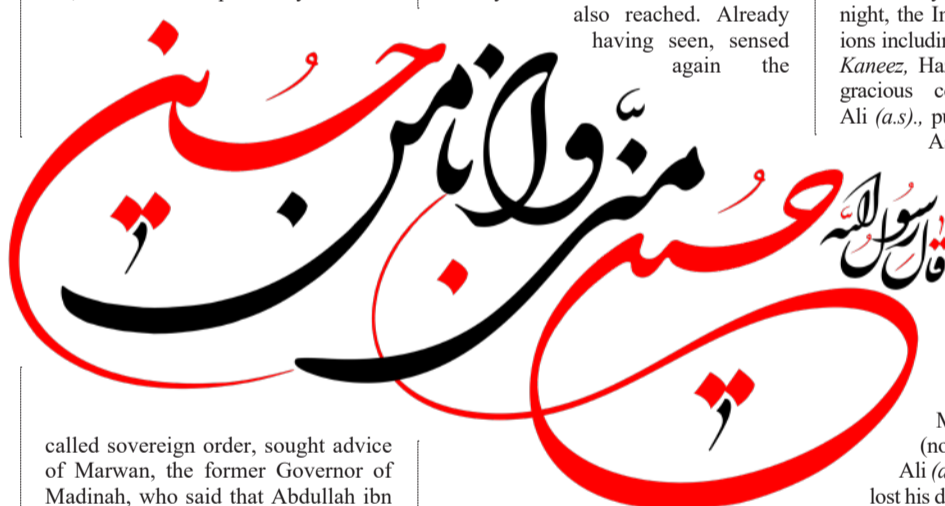 also reached. Already
having seen, sensed
again the
night, the
ions
Kaneez,
gracious
Ali (a.s).,
قال رسول الله
حسین منی وانا من حسین
called sovereign order, sought advice
of Marwan, the former Governor of
Madinah, who said that Abdullah ibn
Ali
lost his